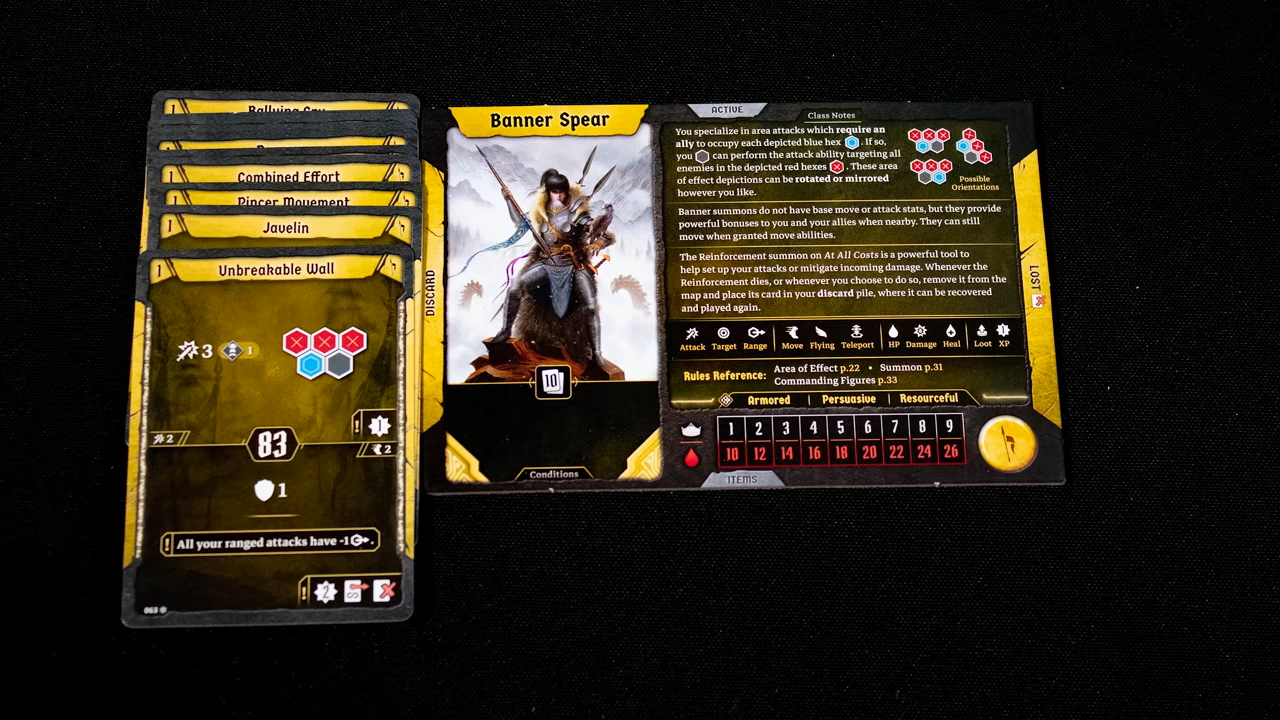 1 Rallying Cry
1
1 Combined Effort
1 Pincer Movement
1 Javelin
1 Unbreakable Wall
3 1
! 1
2
83
2
1
! All your ranged attacks have -1 .
! 2
063
DISCARD
Banner Spear
10
Conditions
ACTIVE
Class Notes
You specialize in area attacks which require an
ally to occupy each depicted blue hex . If so,
you can perform the attack ability targeting all
enemies in the depicted red hexes . These area
of effect depictions can be rotated or mirrored
however you like.
Possible
Orientations
Banner summons do not have base move or attack stats, but they provide
powerful bonuses to you and your allies when nearby. They can still
move when granted move abilities.
The Reinforcement summon on At All Costs is a powerful tool to
help set up your attacks or mitigate incoming damage. Whenever the
Reinforcement dies, or whenever you choose to do so, remove it from the
map and place its card in your discard pile, where it can be recovered
and played again.
Attack Target Range Move Flying Teleport HP Damage Heal Loot XP
Rules Reference: Area of Effect p.22 • Summon p.31
Commanding Figures p.33
Armored | Persuasive | Resourceful
1 2 3 4 5 6 7 8 9
10 12 14 16 18 20 22 24 26
ITEMS
LOST